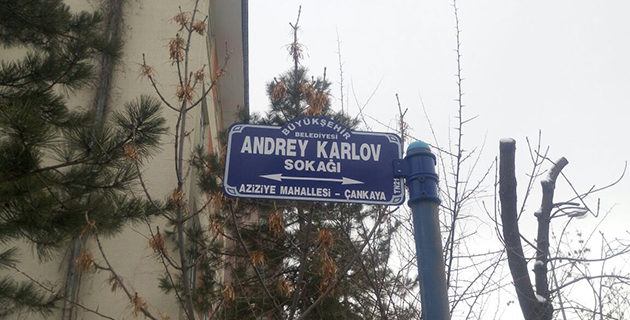 BÜYÜKŞEHİR
BELEDİYESİ
ANDREY KARLOV
SOKAĞI
AZİZİYE MAHALLESİ - ÇANKAYA